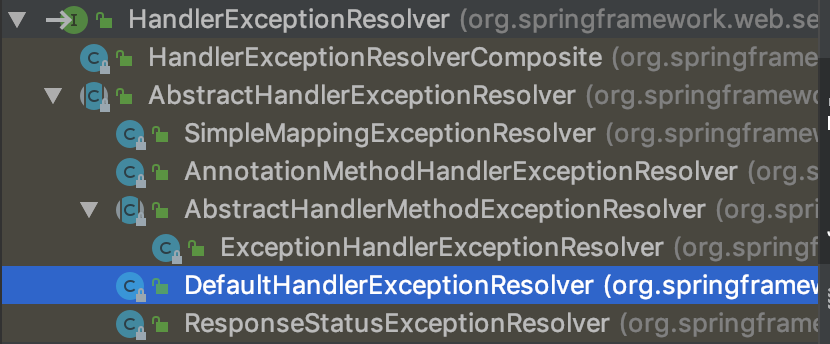 HandlerExceptionResolver (org.springframework.web.se
HandlerExceptionResolverComposite (org.springframe
AbstractHandlerExceptionResolver (org.springframewo
SimpleMappingExceptionResolver (org.springframew
AnnotationMethodHandlerExceptionResolver (org.s
AbstractHandlerMethodExceptionResolver (org.spri
ExceptionHandlerExceptionResolver (org.springf
DefaultHandlerExceptionResolver (org.springframew
ResponseStatusExceptionResolver (org.springframe